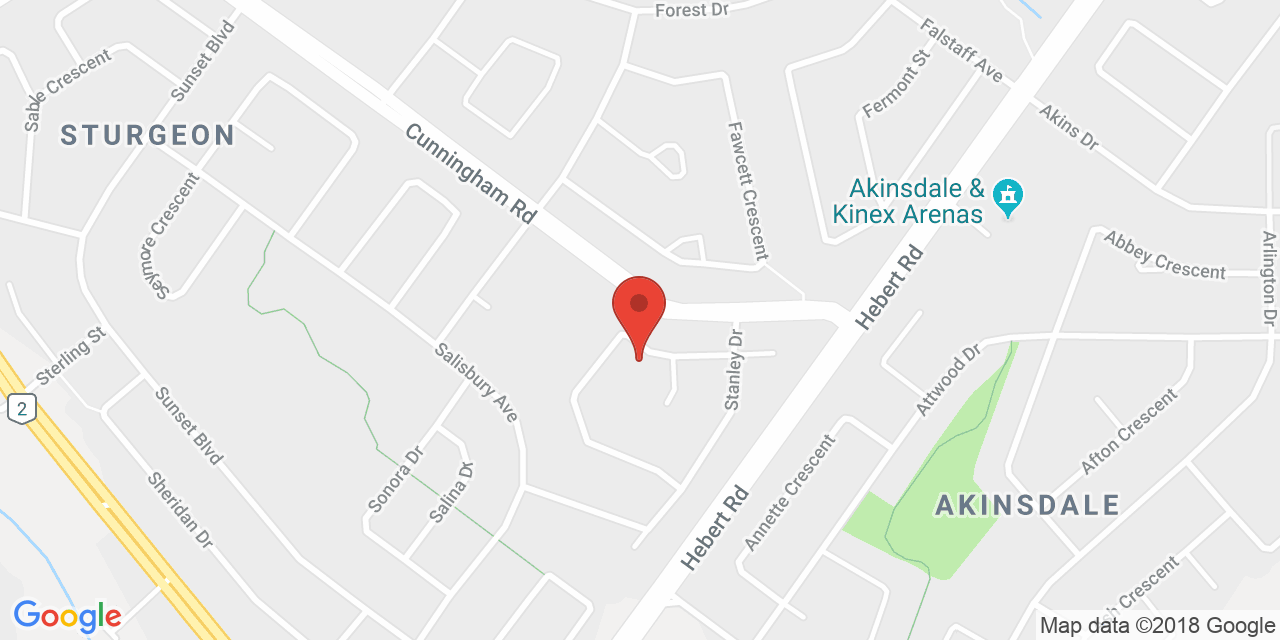 Forest Dr
Sunset Blvd
Sable Crescent
Falstaff Ave
Fermont St
Akins Dr
STURGEON
Cunningham Rd
Fawcett Crescent
Akinsdale &
Kinex Arenas
Seymore Crescent
Abbey Crescent
Arlington Dr
Hebert Rd
Sterling St
Salisbury Ave
Stanley Dr
Attwood Dr
2
Sunset Blvd
Afton Crescent
Sonora Dr
Salina Dr
Annette Crescent
Sheridan Dr
Hebert Rd
AKINSDALE
Crescent
Google
Map data ©2018 Google